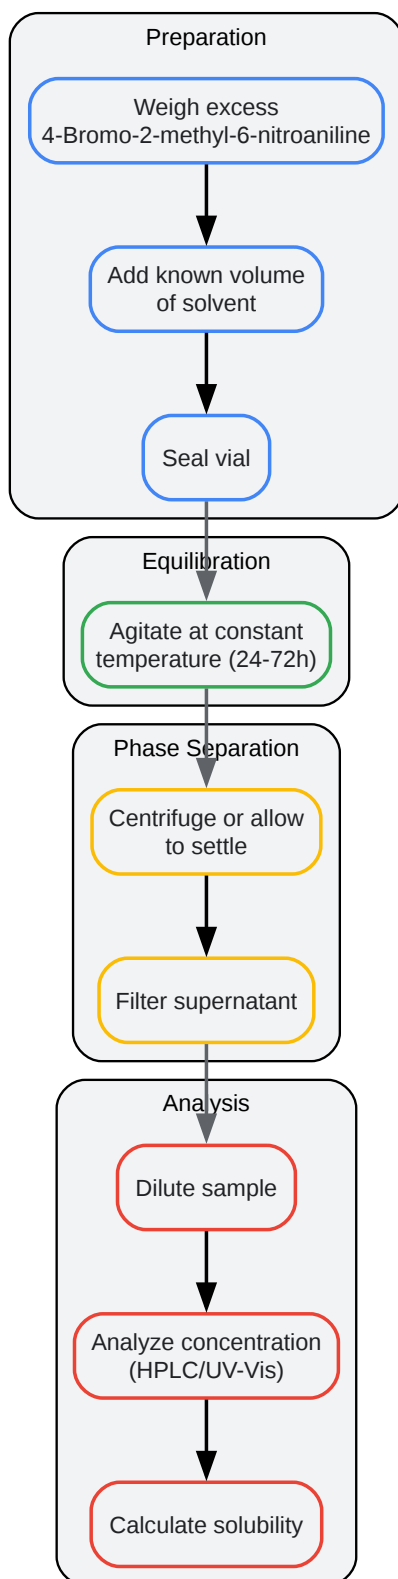 Preparation
Weigh excess
4-Bromo-2-methyl-6-nitroaniline
Add known volume
of solvent
Seal vial
Equilibration
Agitate at constant
temperature (24-72h)
Phase Separation
Centrifuge or allow
to settle
Filter supernatant
Analysis
Dilute sample
Analyze concentration
(HPLC/UV-Vis)
Calculate solubility